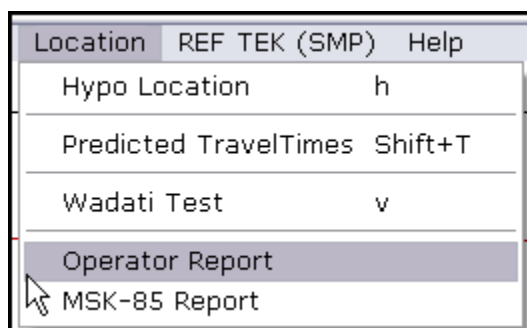 Location REF TEK (SMP) Help
Hypo Location h
Predicted TravelTimes Shift+T
Wadati Test v
Operator Report
MSK-85 Report